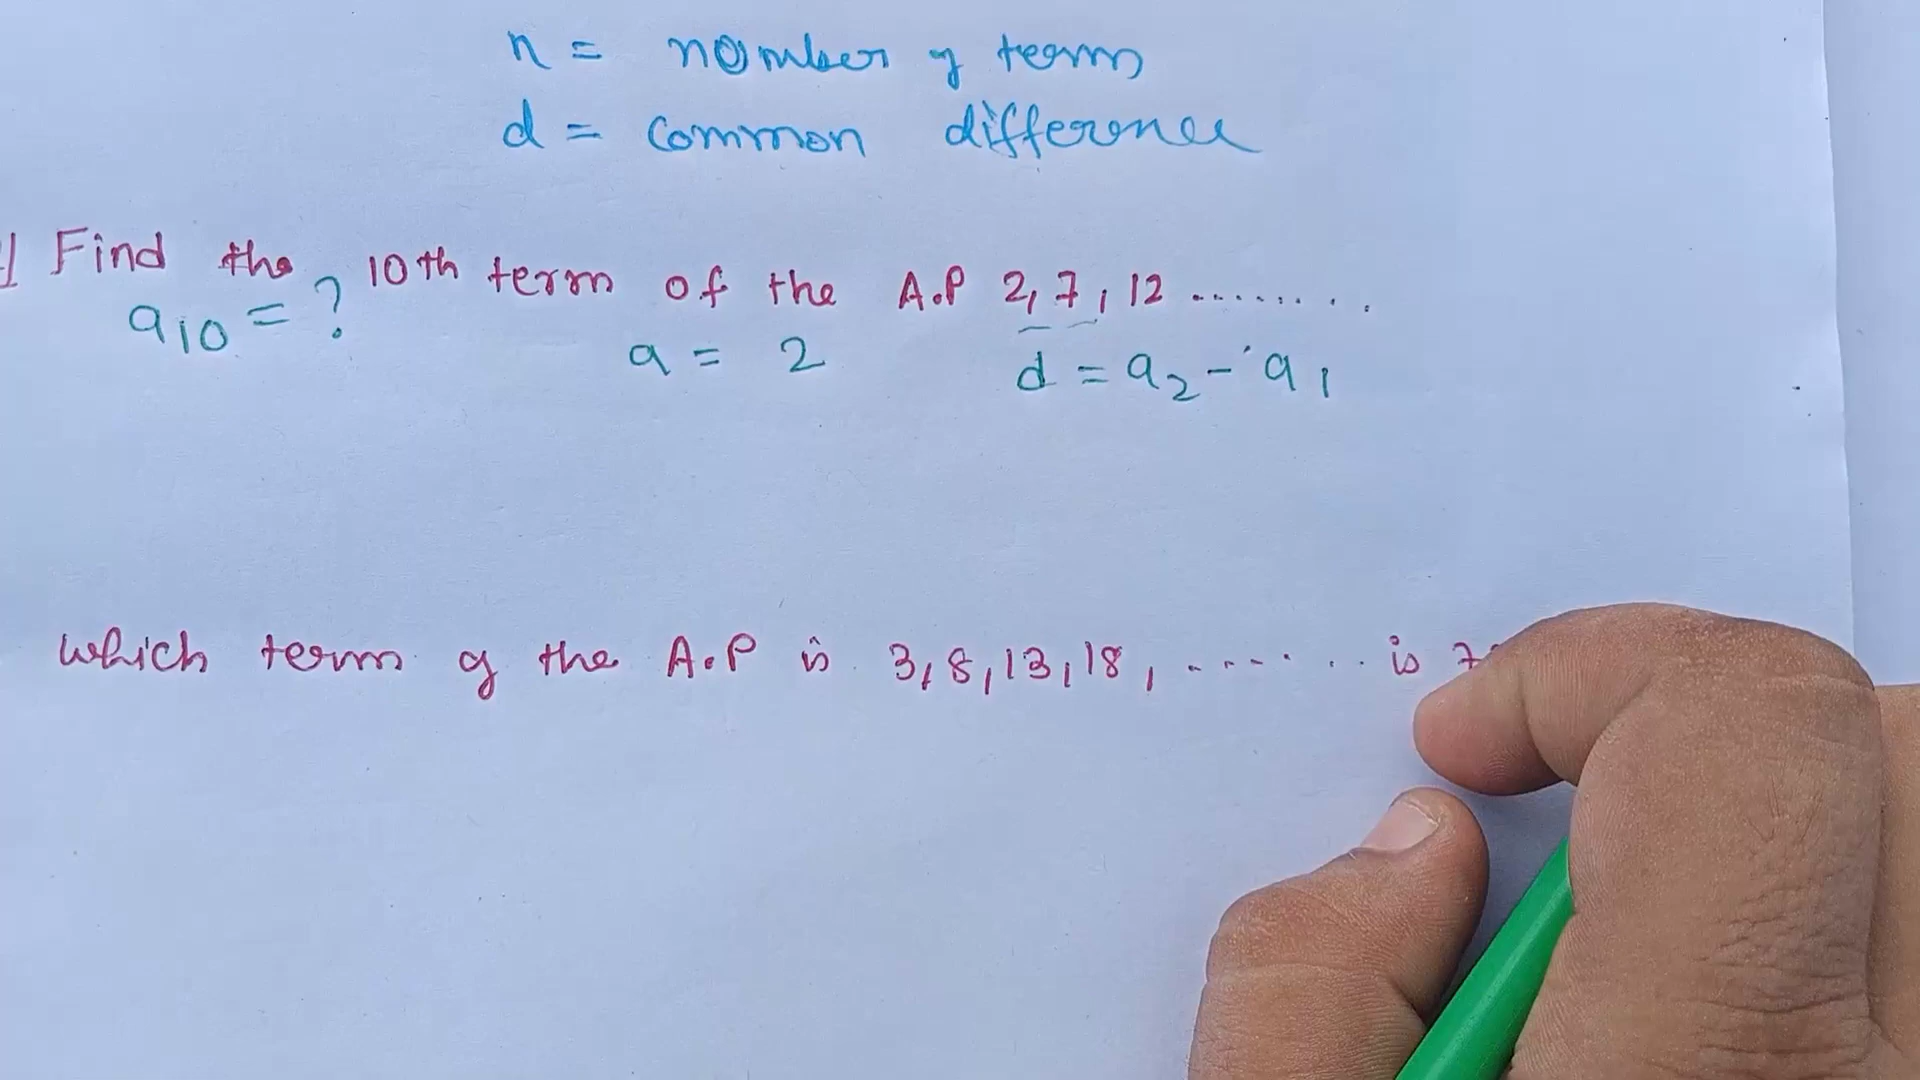 n = number of term
d = common difference
Find the 10th term of the A.P 2, 7, 12 ........
a10 = ? a = 2 d = a2 - a1
which term of the A.P is 3, 8, 13, 18, ....... is